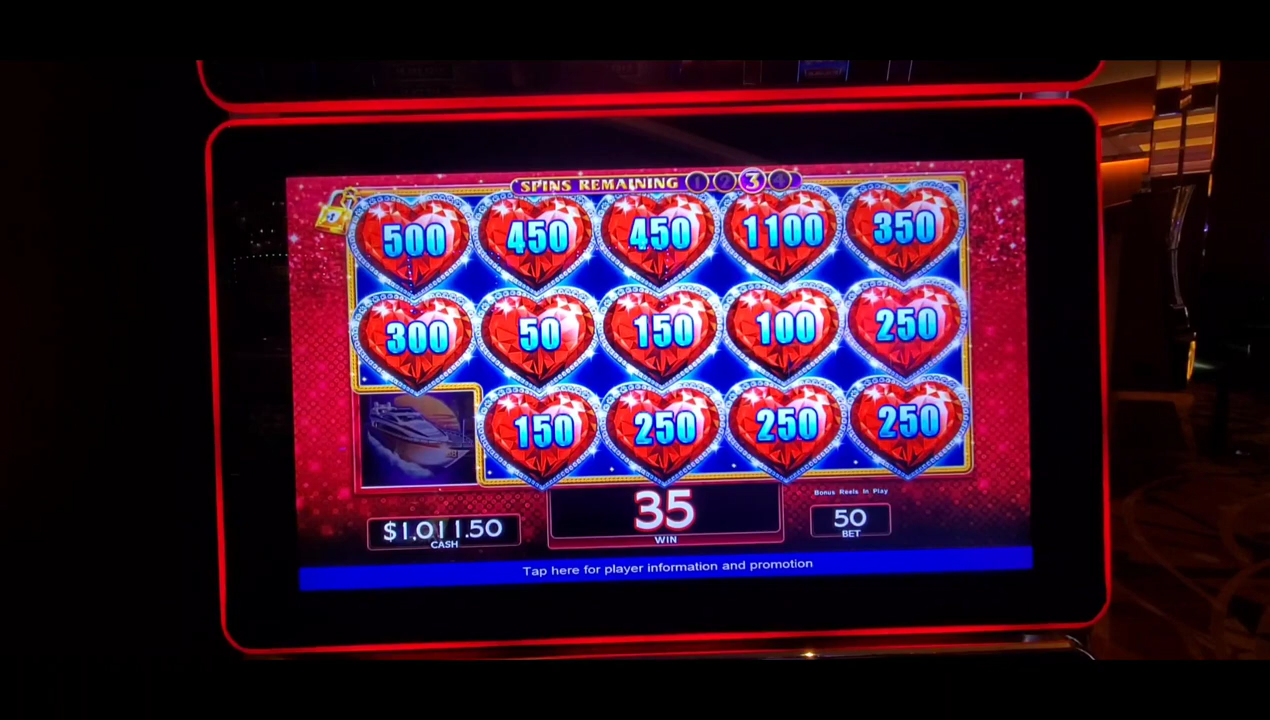 SPINS REMAINING 1 2 3 4
4
500 450 450 1100 350
300 50 150 100 250
150 250 250 250
Bonus Reels In Play
35
WIN
$1,011.50
CASH
50
BET
Tap here for player information and promotion